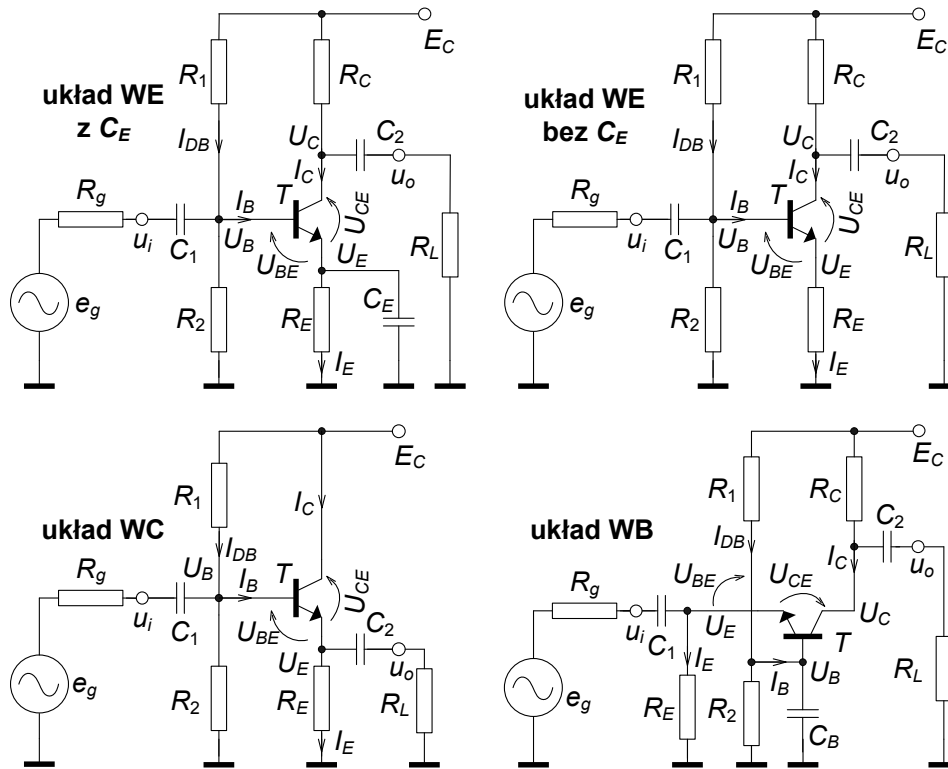 układ WE
z C_E
R_1
R_C
E_C
I_DB
U_C
C_2
I_C
u_o
R_g
T
I_B
U_CE
u_i
C_1
U_B
U_BE
U_E
R_L
e_g
R_2
R_E
C_E
I_E
układ WE
bez C_E
R_1
R_C
E_C
I_DB
U_C
C_2
I_C
u_o
R_g
T
I_B
U_CE
u_i
C_1
U_B
U_BE
U_E
R_L
e_g
R_2
R_E
I_E
układ WC
R_1
E_C
I_C
I_DB
R_g
U_B
I_B
T
U_CE
u_i
C_1
U_BE
C_2
U_E
u_o
e_g
R_2
R_E
R_L
I_E
układ WB
R_1
R_C
E_C
I_DB
C_2
I_C
u_o
R_g
U_BE
U_CE
u_i
C_1
U_E
U_C
T
I_E
I_B
U_B
R_L
e_g
R_E
R_2
C_B